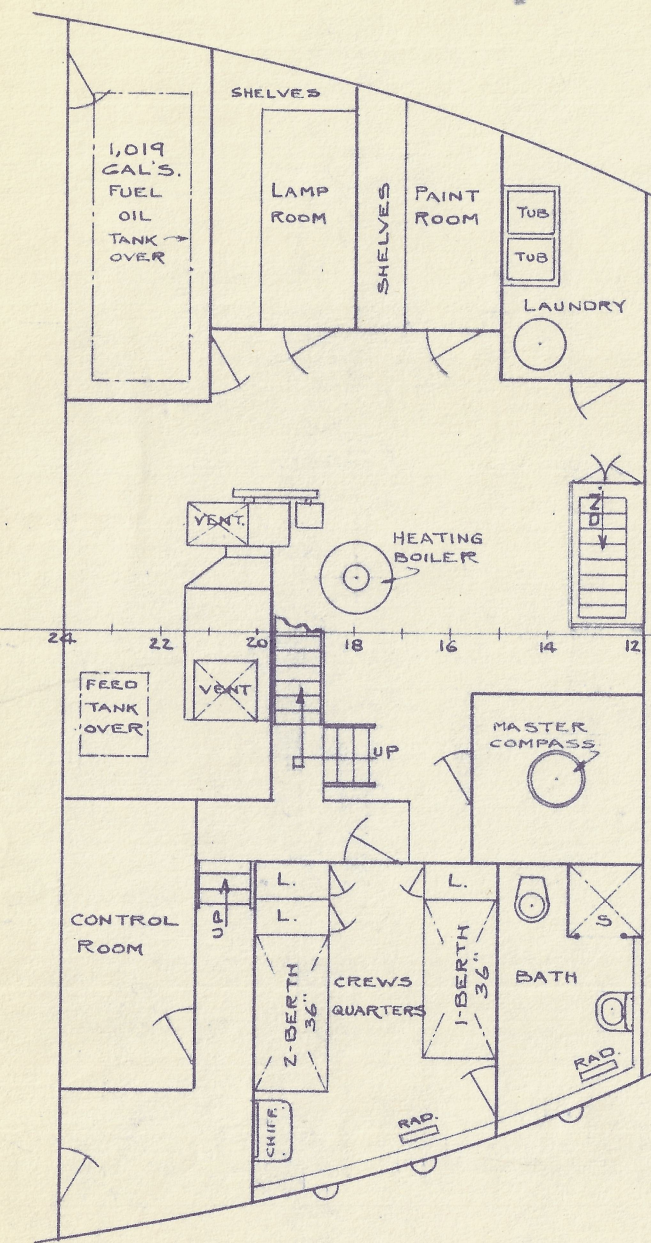 SHELVES
1,019
GAL'S.
FUEL
OIL
TANK
OVER
LAMP
ROOM
SHELVES
PAINT
ROOM
TUB
TUB
LAUNDRY
VENT.
HEATING
BOILER
DN.
24
22
20
18
16
14
12
FEED
TANK
OVER
VENT
UP
MASTER
COMPASS
CONTROL
ROOM
UP
L.
L.
L.
S
2-BERTH
36"
CREWS
QUARTERS
1-BERTH
36"
BATH
RAD.
CHIFF.
RAD.